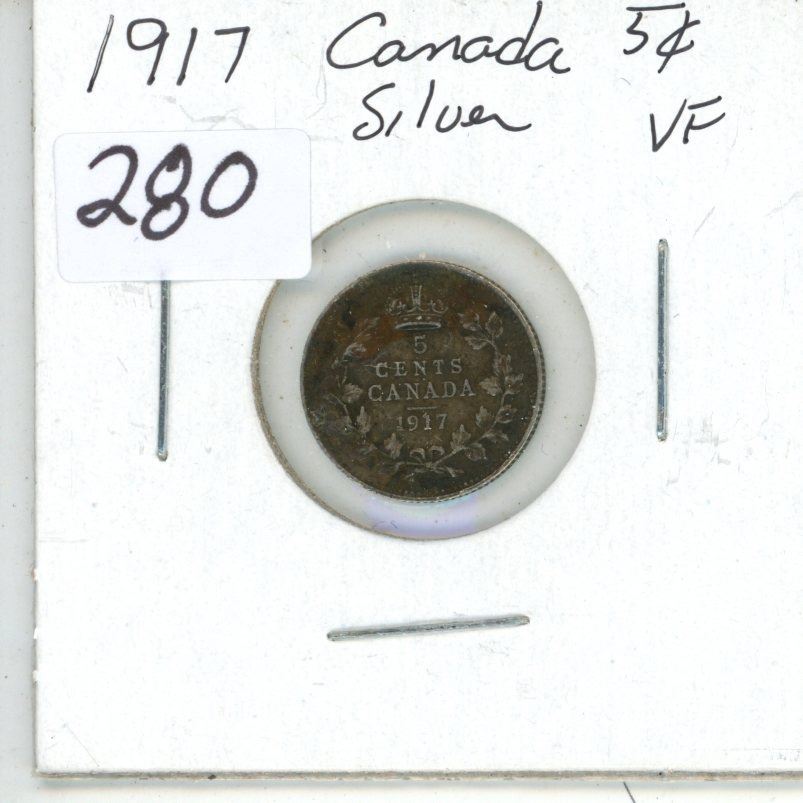 1917 Canada 5¢
Silver VF
280
5
CENTS
CANADA
1917